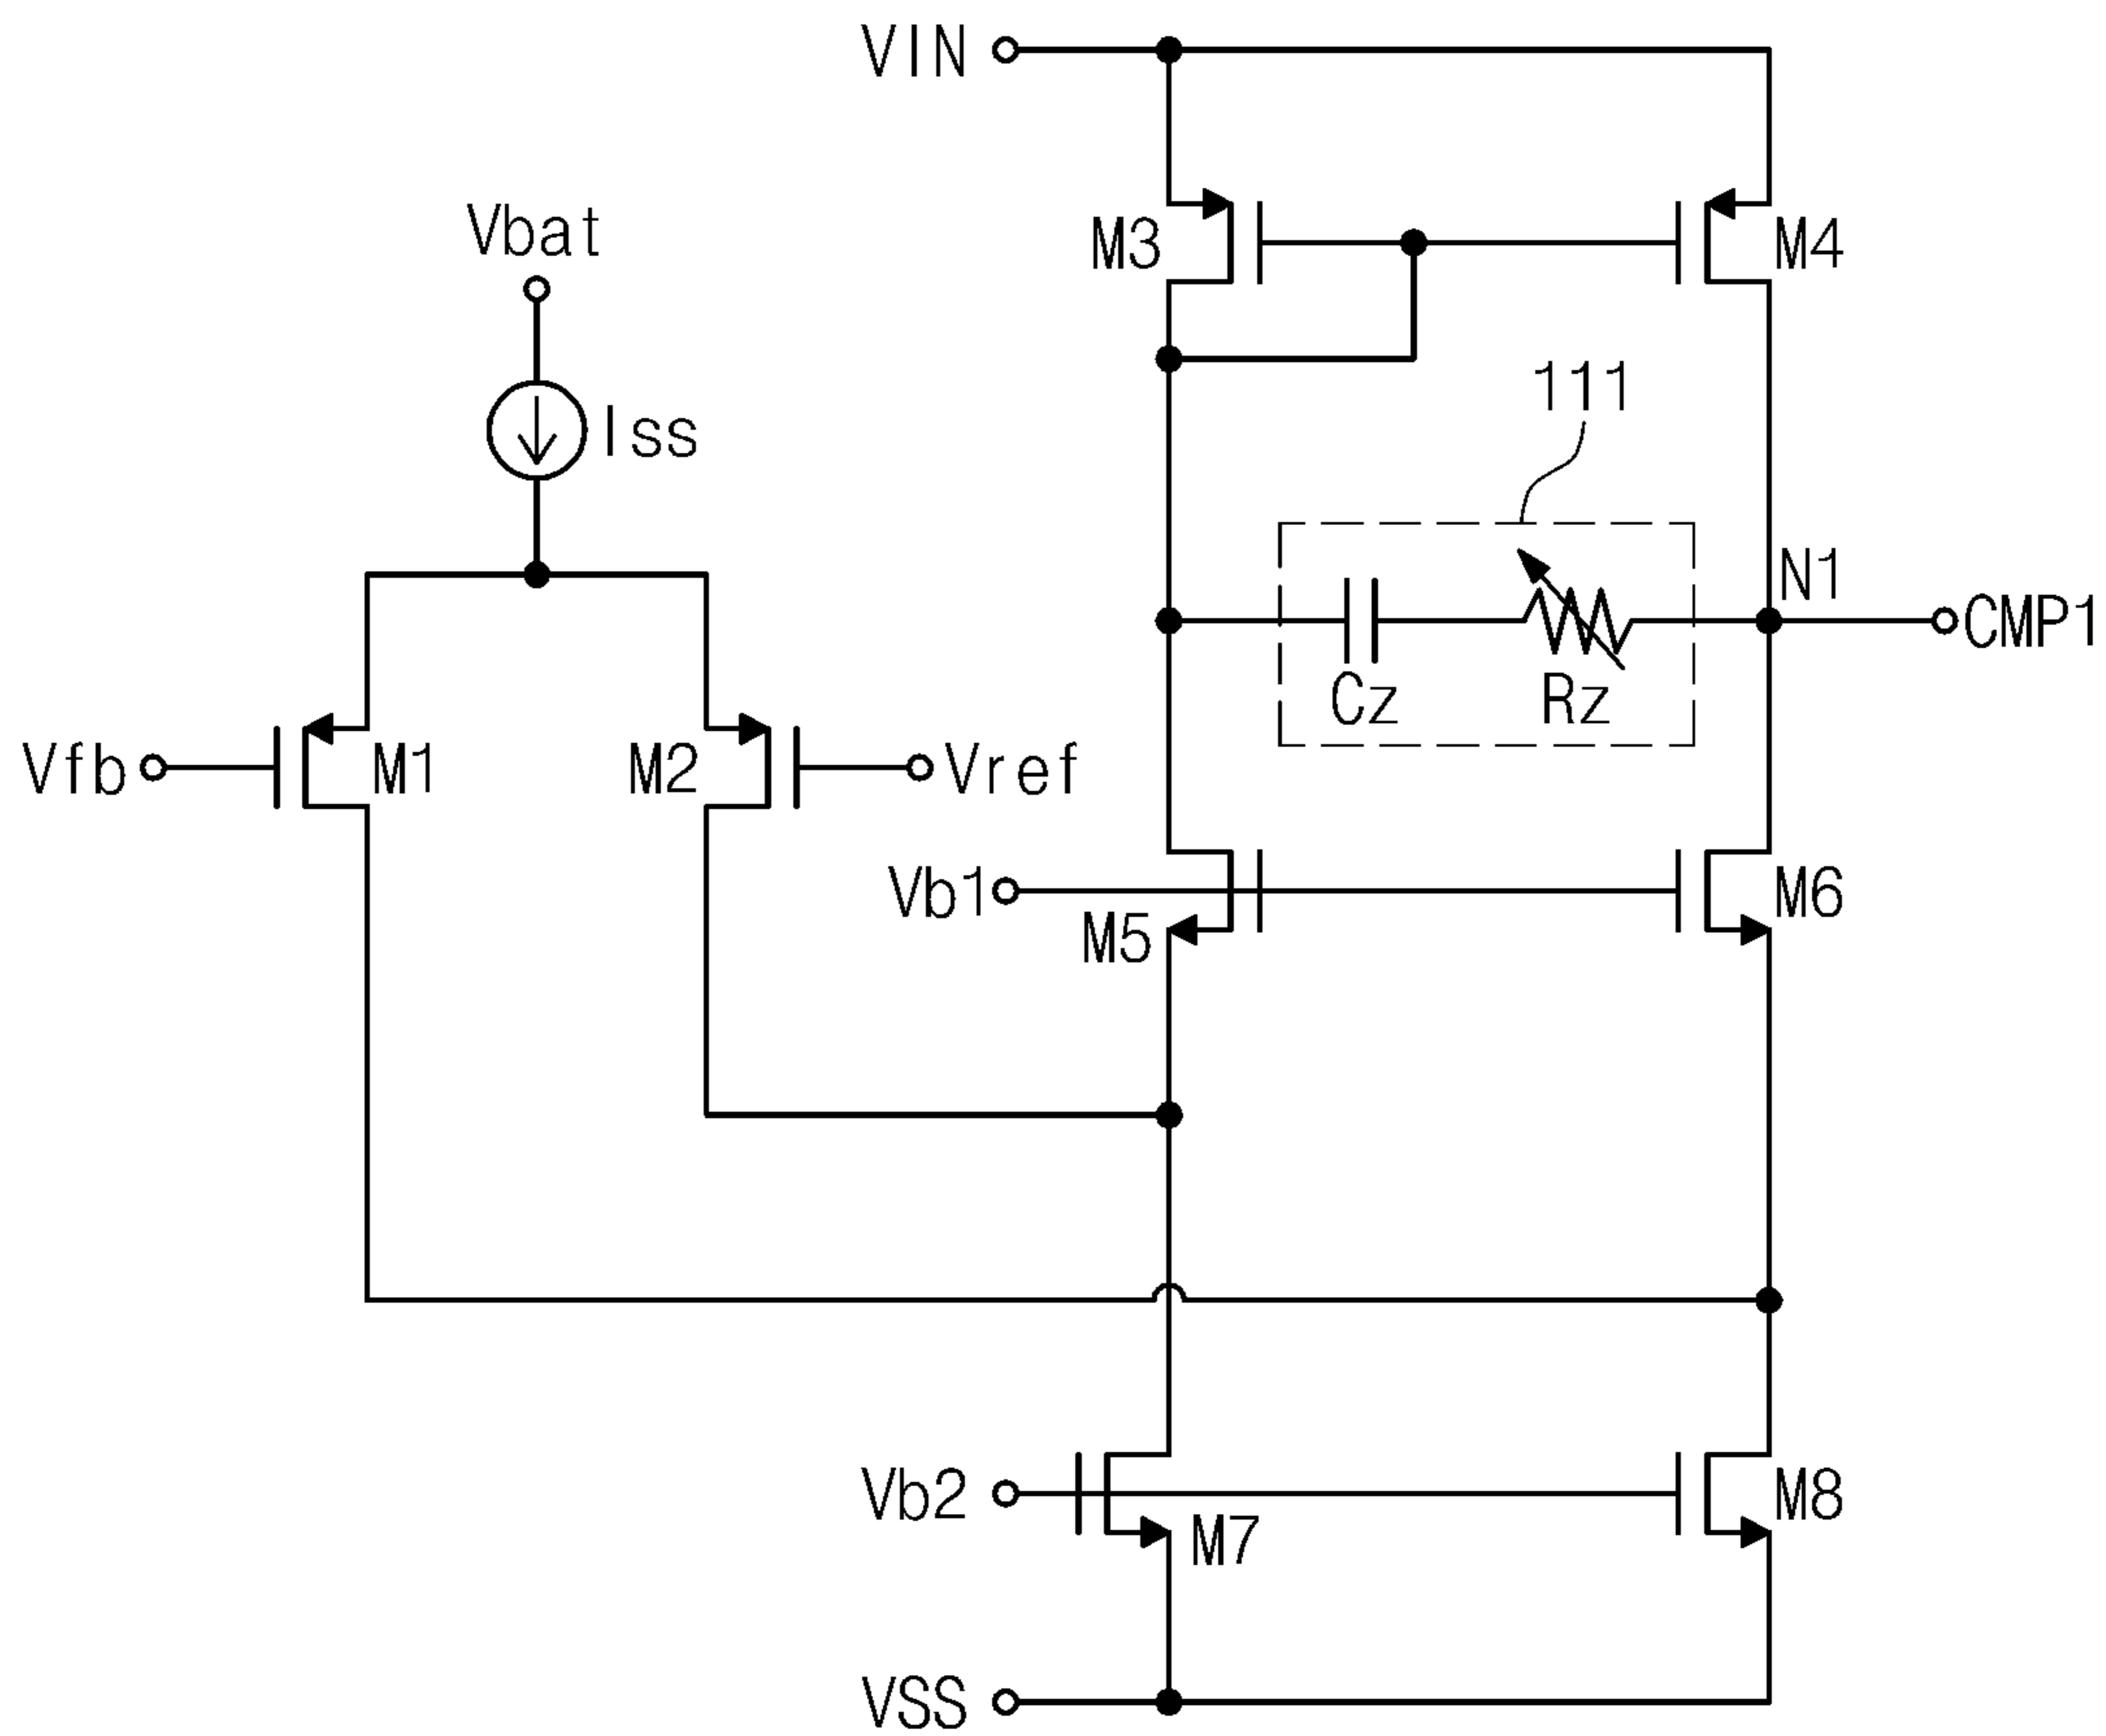 VIN
Vbat
M3
M4
111
Iss
N1
CMP1
Cz
Rz
Vfb
M1
M2
Vref
Vb1
M5
M6
Vb2
M7
M8
VSS